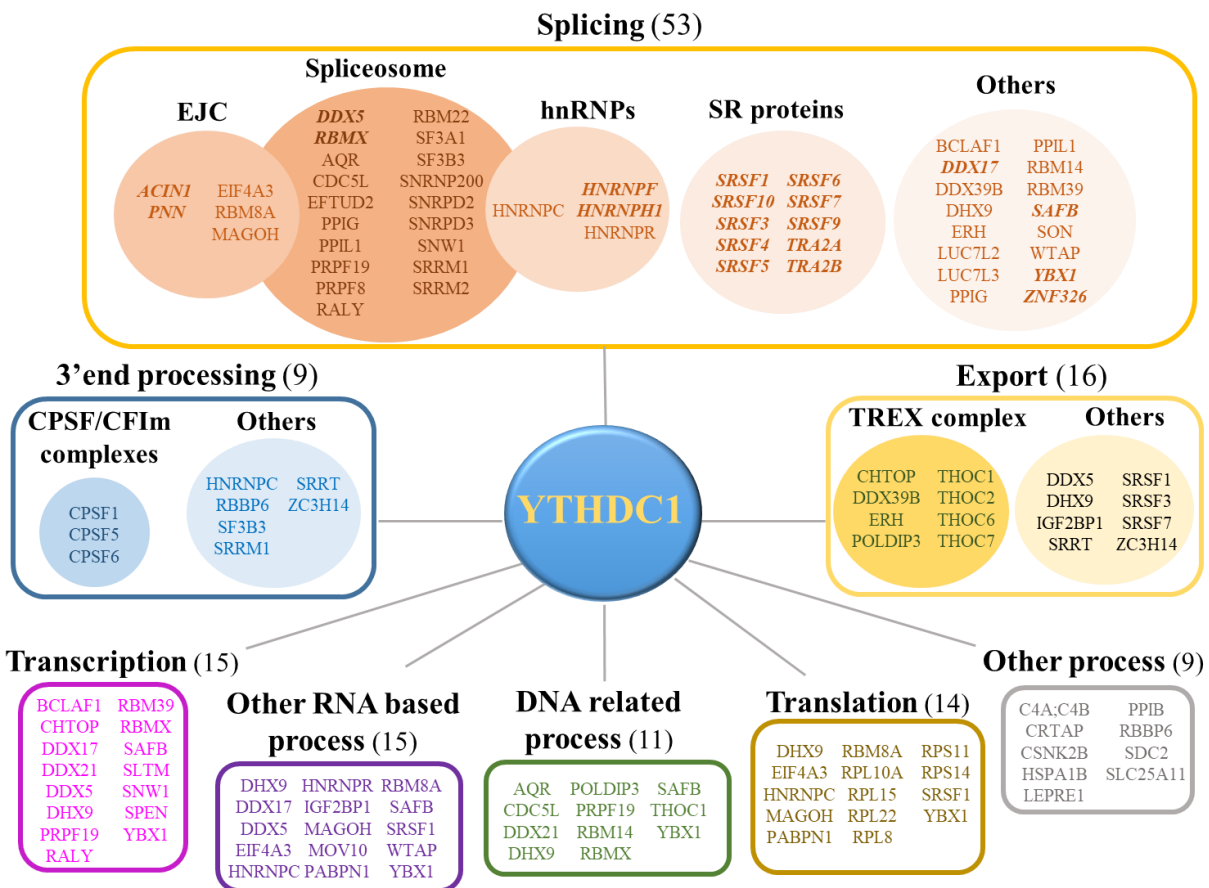 Splicing (53)
EJC
ACIN1 EIF4A3
PNN RBM8A
MAGOH
Spliceosome
DDX5 RBM22
RBMX SF3A1
AQR SF3B3
CDC5L SNRNP200
EFTUD2 SNRPD2
PPIG SNRPD3
PPIL1 SNW1
PRPF19 SRRM1
PRPF8 SRRM2
RALY
hnRNPs
HNRNPF
HNRNPC HNRNPH1
HNRNPR
SR proteins
SRSF1 SRSF6
SRSF10 SRSF7
SRSF3 SRSF9
SRSF4 TRA2A
SRSF5 TRA2B
Others
BCLAF1 PPIL1
DDX17 RBM14
DDX39B RBM39
DHX9 SAFB
ERH SON
LUC7L2 WTAP
LUC7L3 YBX1
PPIG ZNF326
3’end processing (9)
CPSF/CFIm
complexes
CPSF1
CPSF5
CPSF6
Others
HNRNPC SRRT
RBBP6 ZC3H14
SF3B3
SRRM1
YTHDC1
Export (16)
TREX complex
CHTOP THOC1
DDX39B THOC2
ERH THOC6
POLDIP3 THOC7
Others
DDX5 SRSF1
DHX9 SRSF3
IGF2BP1 SRSF7
SRRT ZC3H14
Transcription (15)
BCLAF1 RBM39
CHTOP RBMX
DDX17 SAFB
DDX21 SLTM
DDX5 SNW1
DHX9 SPEN
PRPF19 YBX1
RALY
Other RNA based
process (15)
DHX9 HNRNPR RBM8A
DDX17 IGF2BP1 SAFB
DDX5 MAGOH SRSF1
EIF4A3 MOV10 WTAP
HNRNPC PABPN1 YBX1
DNA related
process (11)
AQR POLDIP3 SAFB
CDC5L PRPF19 THOC1
DDX21 RBM14 YBX1
DHX9 RBMX
Translation (14)
DHX9 RBM8A RPS11
EIF4A3 RPL10A RPS14
HNRNPC RPL15 SRSF1
MAGOH RPL22 YBX1
PABPN1 RPL8
Other process (9)
C4A;C4B PPIB
CRTAP RBBP6
CSNK2B SDC2
HSPA1B SLC25A11
LEPRE1